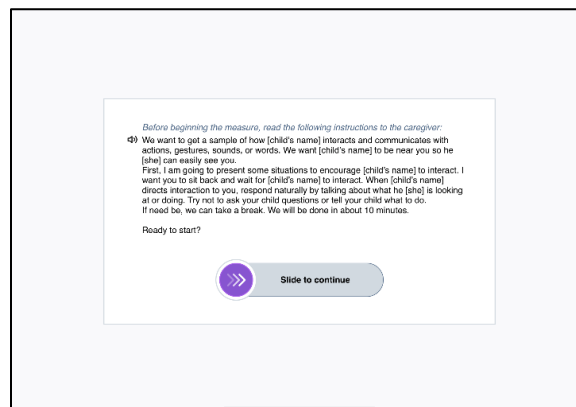 Before beginning the measure, read the following instructions to the caregiver:
We want to get a sample of how [child's name] interacts and communicates with
actions, gestures, sounds, or words. We want [child's name] to be near you so he
[she] can easily see you.
First, I am going to present some situations to encourage [child's name] to interact. I
want you to sit back and wait for [child's name] to interact. When [child's name]
directs interaction to you, respond naturally by talking about what he [she] is looking
at or doing. Try not to ask your child questions or tell your child what to do.
If need be, we can take a break. We will be done in about 10 minutes.
Ready to start?
Slide to continue